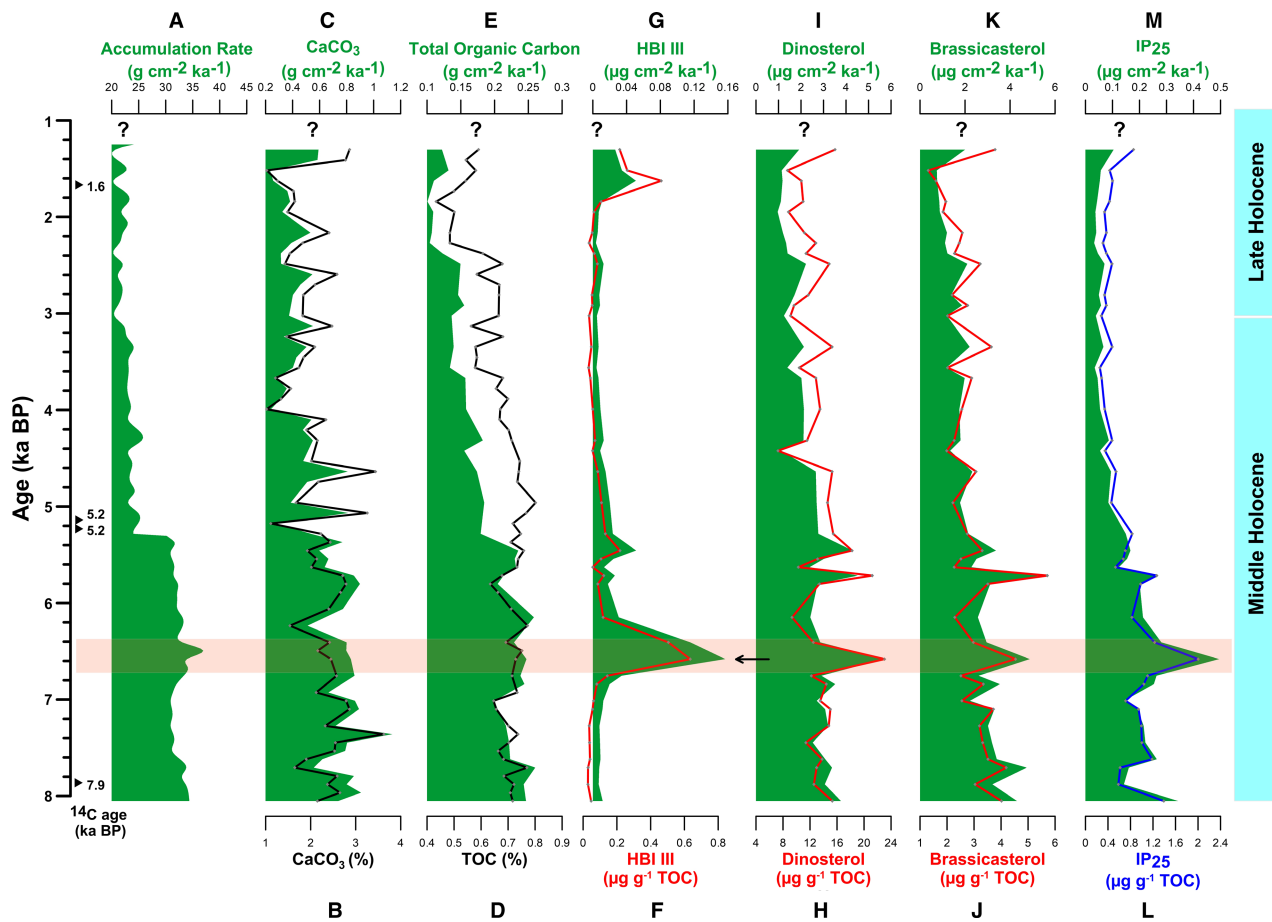 A C E G I K M
Accumulation Rate CaCO3 Total Organic Carbon HBI III Dinosterol Brassicasterol IP25
(g cm-2 ka-1) (g cm-2 ka-1) (g cm-2 ka-1) (µg cm-2 ka-1) (µg cm-2 ka-1) (µg cm-2 ka-1) (µg cm-2 ka-1)
20 25 30 35 45 0.2 0.4 0.6 0.8 1 1.2 0.1 0.15 0.2 0.25 0.3 0 0.04 0.08 0.16 0 1 2 3 4 5 6 0 2 4 6 0 0.1 0.2 0.3 0.4 0.5
1 ? ? ? ? ? ? ?
1.6
2
Late Holocene
3
4
Age (ka BP)
5
5.2
5.2
Middle Holocene
6
7
7.9
8
14C age
(ka BP)
1 2 3 4 0.4 0.5 0.6 0.7 0.8 0.9 0 0.2 0.4 0.6 0.8 1 4 8 12 16 20 24 0 1 2 3 4 5 6 0 0.4 0.8 1.2 1.6 2 2.4
CaCO3 (%) TOC (%) HBI III Dinosterol Brassicasterol IP25
(µg g-1 TOC) (µg g-1 TOC) (µg g-1 TOC) (µg g-1 TOC)
B D F H J L